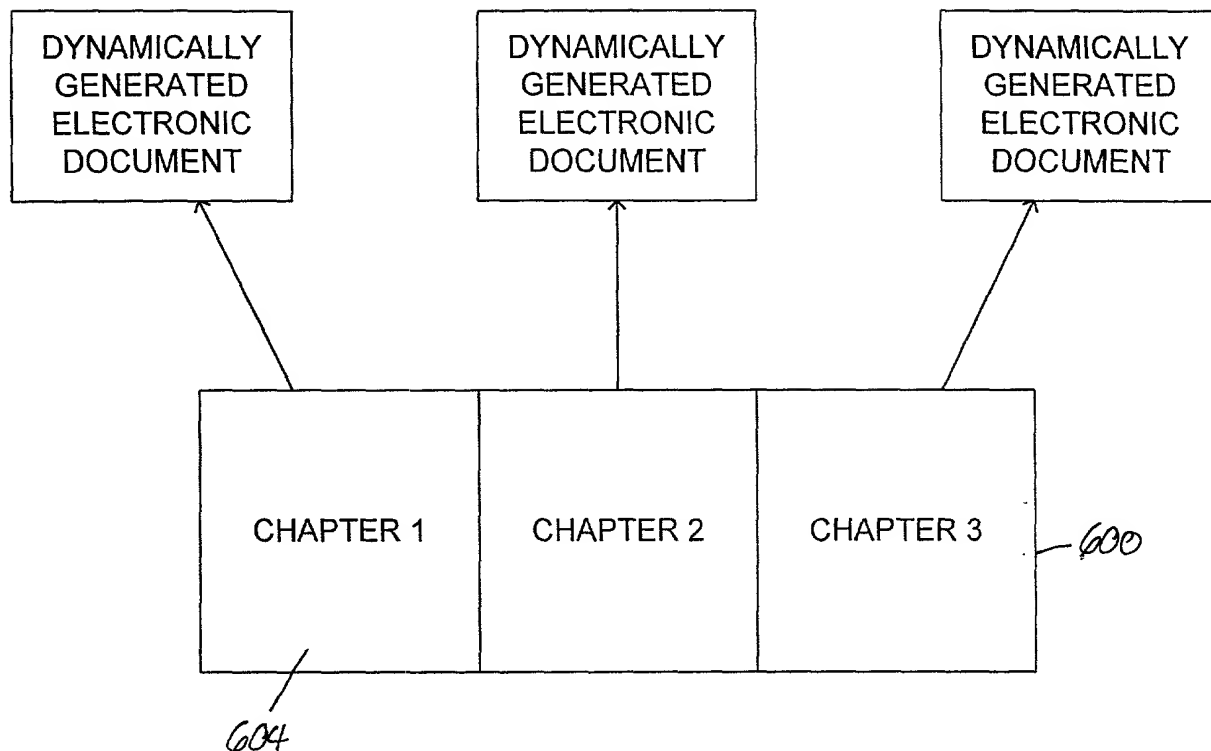 DYNAMICALLY
GENERATED
ELECTRONIC
DOCUMENT
DYNAMICALLY
GENERATED
ELECTRONIC
DOCUMENT
DYNAMICALLY
GENERATED
ELECTRONIC
DOCUMENT
CHAPTER 1
CHAPTER 2
CHAPTER 3
600
604